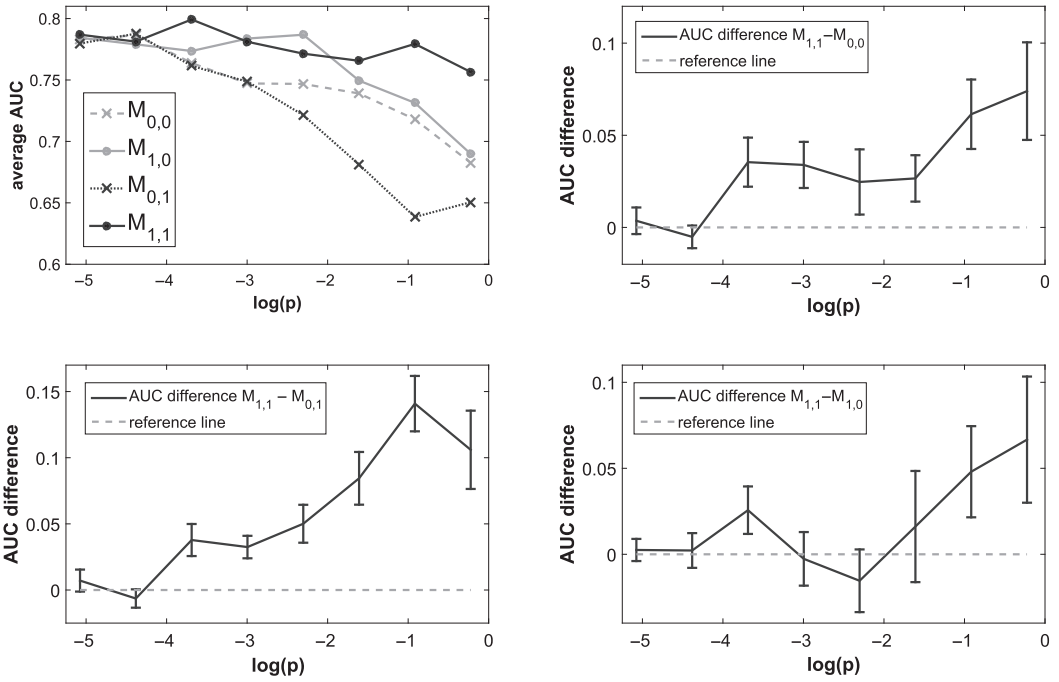 0.8
0.75
0.7
0.65
0.6
average AUC
M0,0
M1,0
M0,1
M1,1
–5
–4
–3
–2
–1
0
log(p)
0.1
0.05
0
AUC difference
AUC difference M1,1–M0,0
reference line
–5
–4
–3
–2
–1
0
log(p)
0.15
0.1
0.05
0
AUC difference
AUC difference M1,1 – M0,1
reference line
–5
–4
–3
–2
–1
0
log(p)
0.1
0.05
0
AUC difference
AUC difference M1,1–M1,0
reference line
–5
–4
–3
–2
–1
0
log(p)